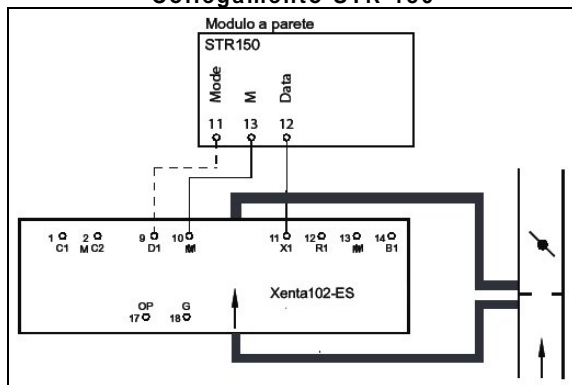 Collegamento STR 150
Modulo a parete
STR150
Mode M Data
11 13 12
1 2 9 10 11 12 13 14
C1 M C2 D1 M X1 R1 M B1
Xenta102-ES
OP G
17 18